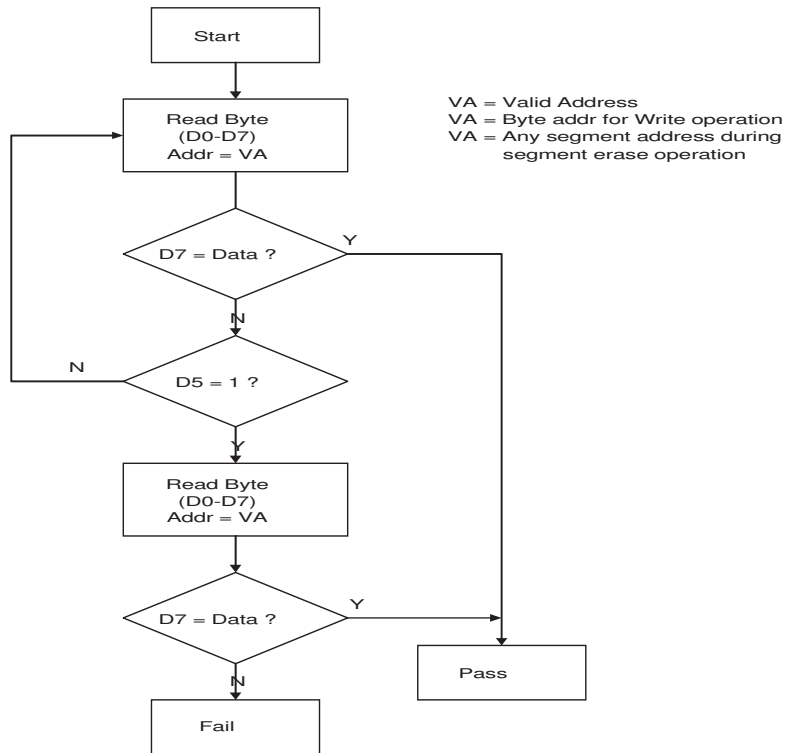 Start
Read Byte
(D0-D7)
Addr = VA
VA = Valid Address
VA = Byte addr for Write operation
VA = Any segment address during
segment erase operation
D7 = Data ?
Y
N
D5 = 1 ?
N
Y
Read Byte
(D0-D7)
Addr = VA
D7 = Data ?
Y
N
Pass
Fail